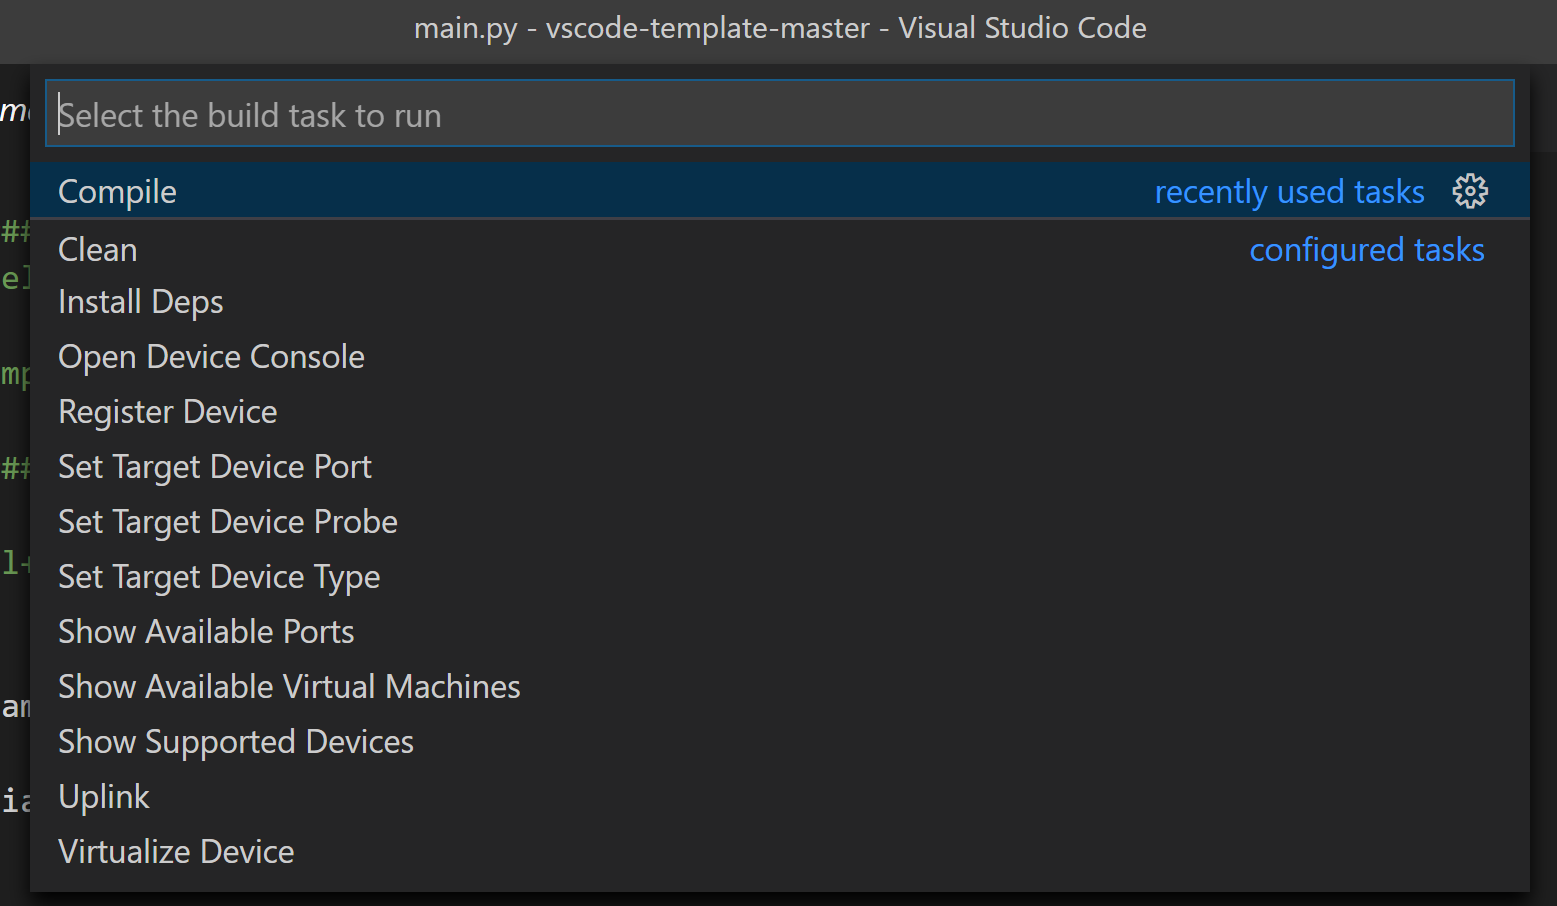 main.py - vscode-template-master - Visual Studio Code
Select the build task to run
Compile recently used tasks
##
Clean configured tasks
Install Deps
Open Device Console
Register Device
Set Target Device Port
##
Set Target Device Probe
Set Target Device Type
Show Available Ports
Show Available Virtual Machines
Show Supported Devices
Uplink
Virtualize Device